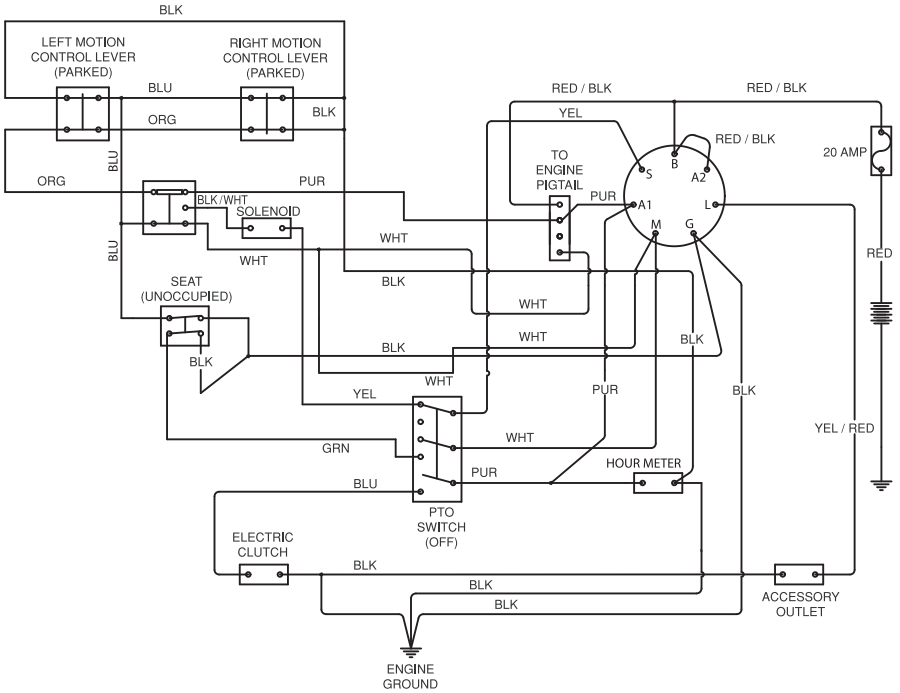 BLK
LEFT MOTION
CONTROL LEVER
(PARKED)
RIGHT MOTION
CONTROL LEVER
(PARKED)
BLU
BLK
ORG
RED / BLK
RED / BLK
YEL
RED / BLK
20 AMP
B
S
A2
A1
L
M
G
TO
ENGINE
PIGTAIL
BLU
ORG
PUR
PUR
BLK/WHT
SOLENOID
WHT
WHT
BLU
BLK
RED
SEAT
(UNOCCUPIED)
WHT
WHT
BLK
BLK
BLK
WHT
YEL
PUR
BLK
YEL / RED
WHT
GRN
PUR
HOUR METER
BLU
PTO
SWITCH
(OFF)
ELECTRIC
CLUTCH
BLK
BLK
BLK
ACCESSORY
OUTLET
ENGINE
GROUND